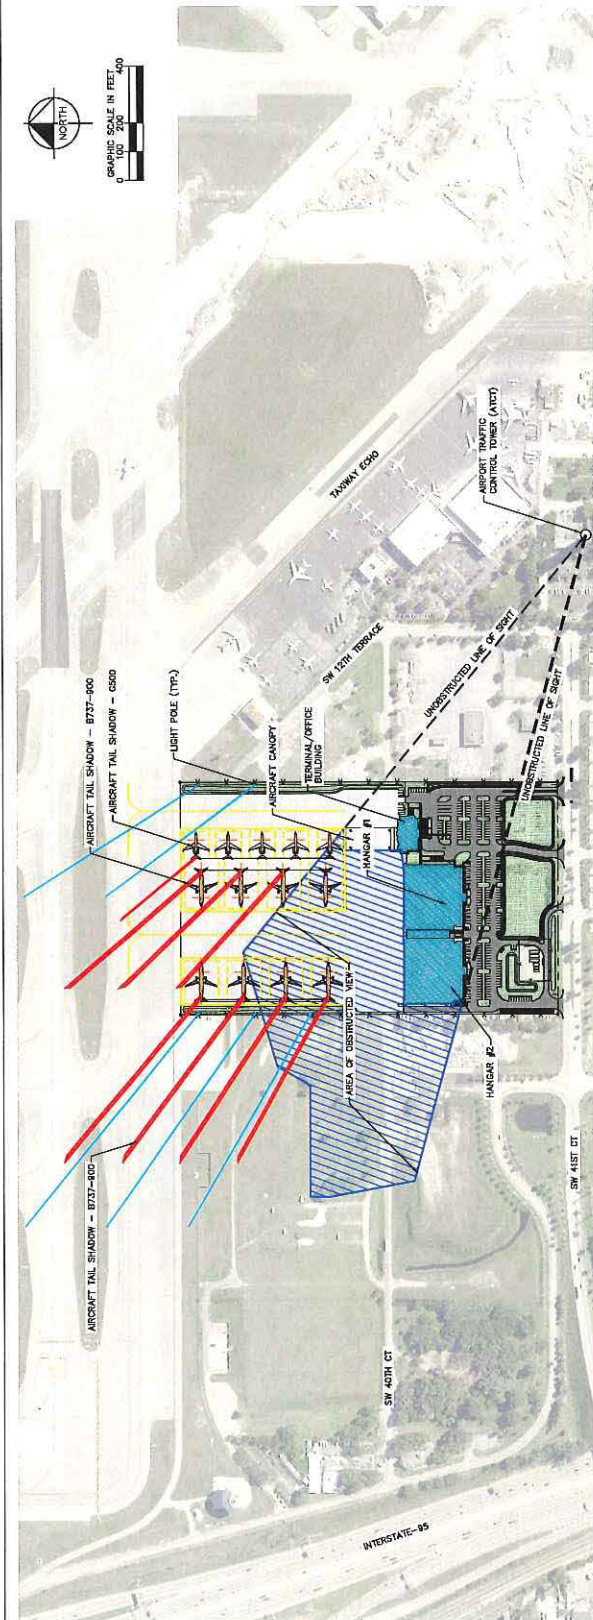 NORTH
GRAPHIC SCALE IN FEET
0 100 200 400
AIRCRAFT TAIL SHADOW - B737-900
AIRCRAFT TAIL SHADOW - B737-900
AIRCRAFT TAIL SHADOW - G500
LIGHT POLE (TYP.)
AIRCRAFT CANOPY
TERMINAL/OFFICE
BUILDING
HANGAR #1
AREA OF OBSTRUCTED VIEW
HANGAR #2
TAXIWAY ECHO
SW 12TH TERRACE
AIRPORT TRAFFIC
CONTROL TOWER (ATCT)
UNOBSTRUCTED LINE OF SIGHT
UNOBSTRUCTED LINE OF SIGHT
SW 40TH CT
SW 41ST CT
INTERSTATE-95